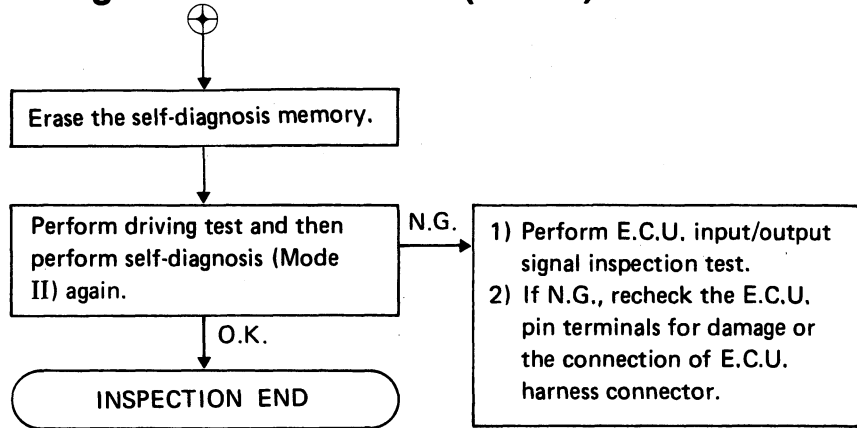 Erase the self-diagnosis memory.
Perform driving test and then
perform self-diagnosis (Mode
II) again.
N.G.
1) Perform E.C.U. input/output
signal inspection test.
2) If N.G., recheck the E.C.U.
pin terminals for damage or
the connection of E.C.U.
harness connector.
O.K.
INSPECTION END